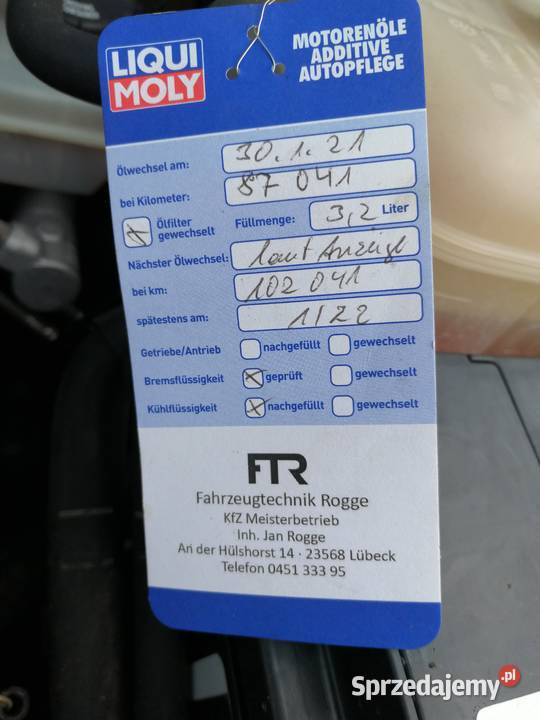 LIQUI
MOLY
MOTORENÖLE
ADDITIVE
AUTOPFLEGE
Ölwechsel am: 30.1.21
bei Kilometer: 87 041
Ölfilter gewechselt Füllmenge: 3,2 Liter
Nächster Ölwechsel: laut Anzeige
bei km: 102 041
spätestens am: 1/22
Getriebe/Antrieb nachgefüllt gewechselt
Bremsflüssigkeit geprüft gewechselt
Kühlflüssigkeit nachgefüllt gewechselt
FTR
Fahrzeugtechnik Rogge
KfZ Meisterbetrieb
Inh. Jan Rogge
An der Hülshorst 14 · 23568 Lübeck
Telefon 0451 333 95
Sprzedajemy.pl